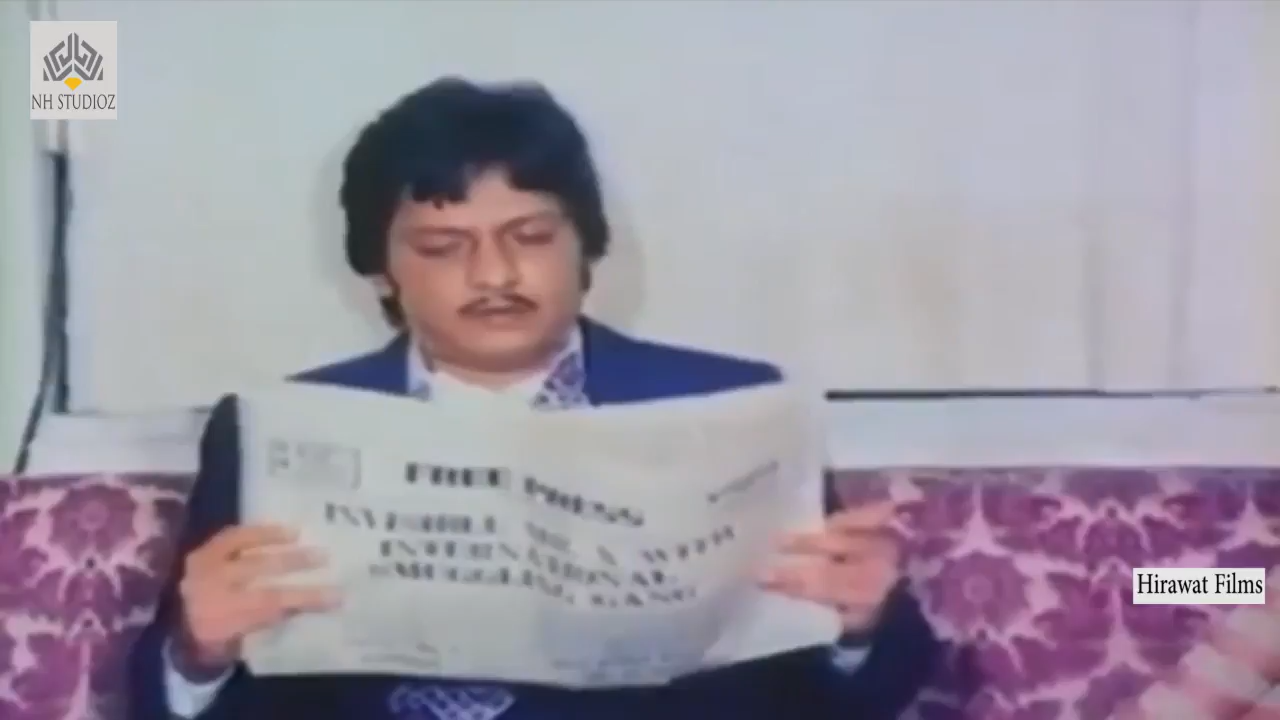 NH STUDIOZ
FREE PRESS
INVISIBLE MR. X WITH
INTERNATIONAL
SMUGGLING GANG
Hirawat Films